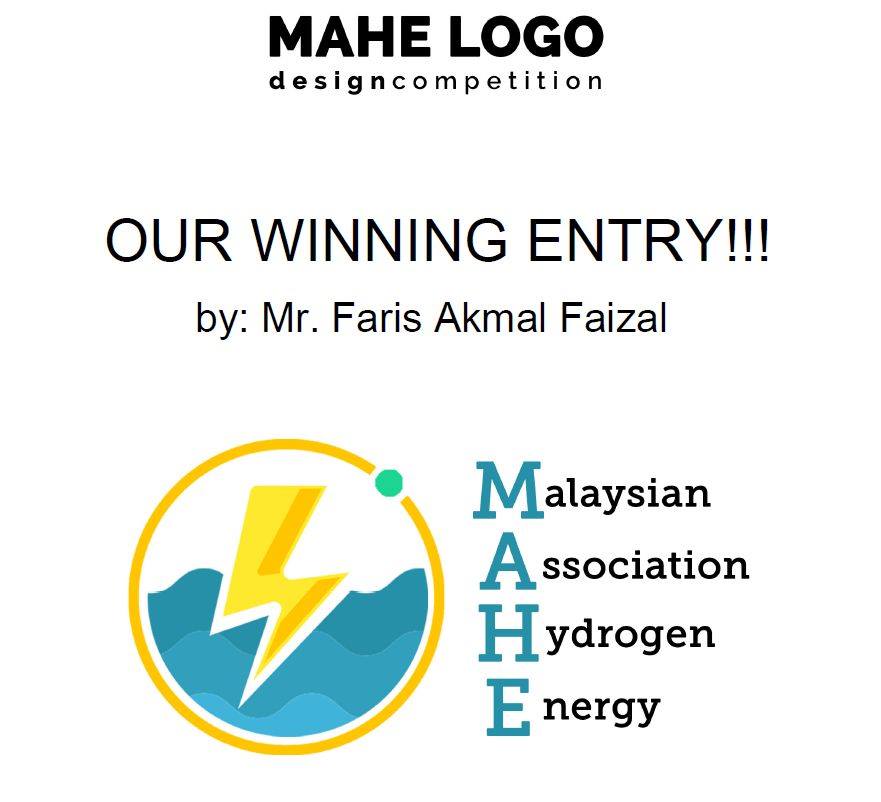 MAHE LOGO
designcompetition
OUR WINNING ENTRY!!!
by: Mr. Faris Akmal Faizal
Malaysian
Association
Hydrogen
Energy